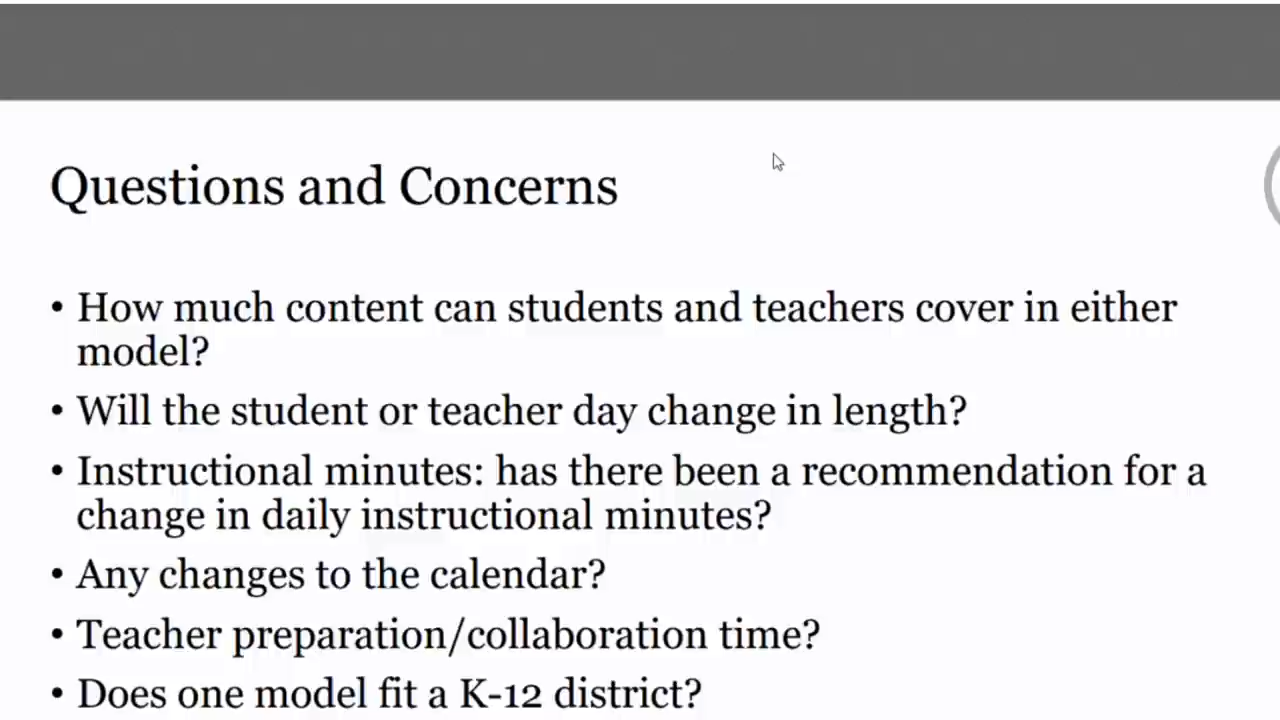 Questions and Concerns
• How much content can students and teachers cover in either
model?
• Will the student or teacher day change in length?
• Instructional minutes: has there been a recommendation for a
change in daily instructional minutes?
• Any changes to the calendar?
• Teacher preparation/collaboration time?
• Does one model fit a K-12 district?